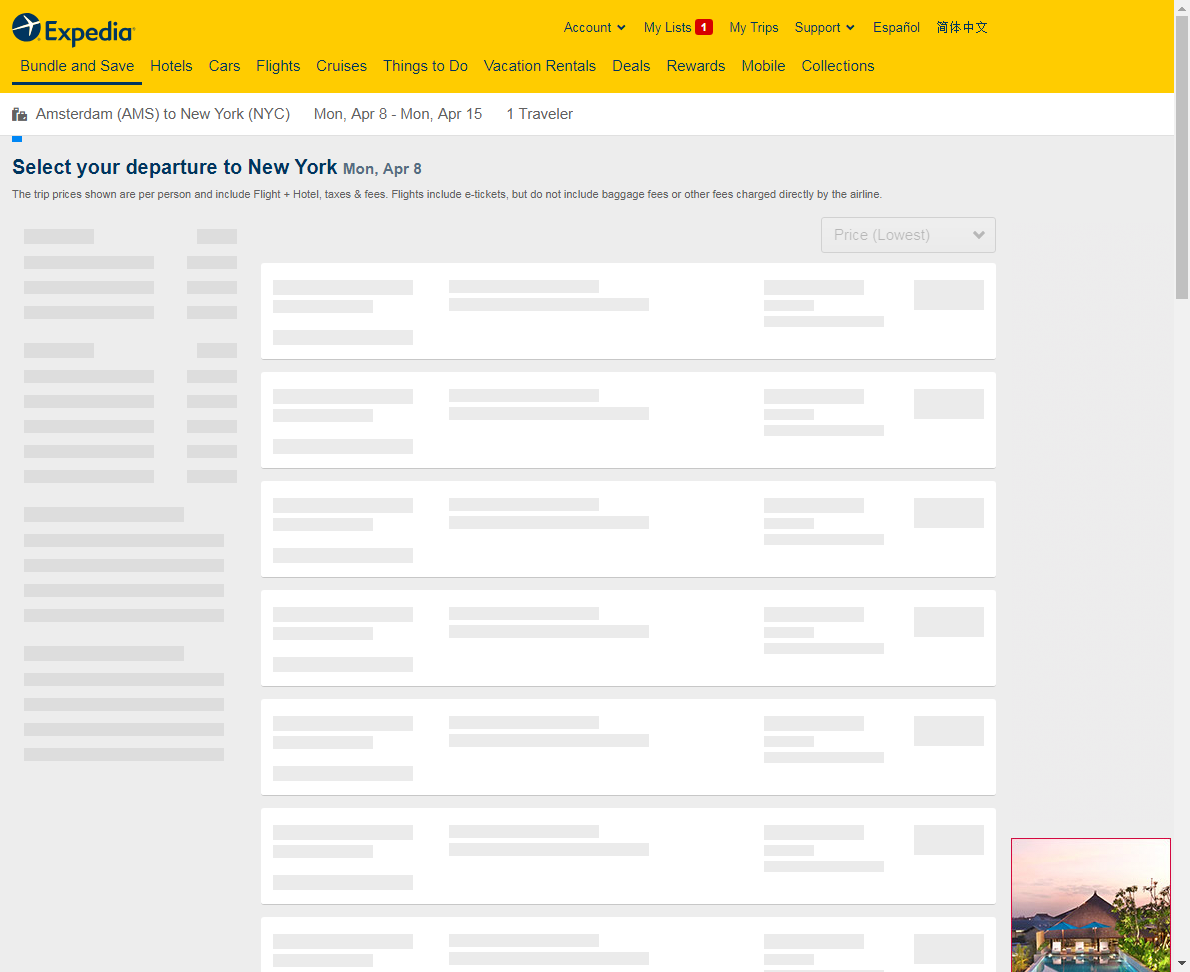 Expedia
Account
My Lists 1
My Trips
Support
Español
简体中文
Bundle and Save
Hotels
Cars
Flights
Cruises
Things to Do
Vacation Rentals
Deals
Rewards
Mobile
Collections
Amsterdam (AMS) to New York (NYC)
Mon, Apr 8 - Mon, Apr 15
1 Traveler
Select your departure to New York Mon, Apr 8
The trip prices shown are per person and include Flight + Hotel, taxes & fees. Flights include e-tickets, but do not include baggage fees or other fees charged directly by the airline.
Price (Lowest)